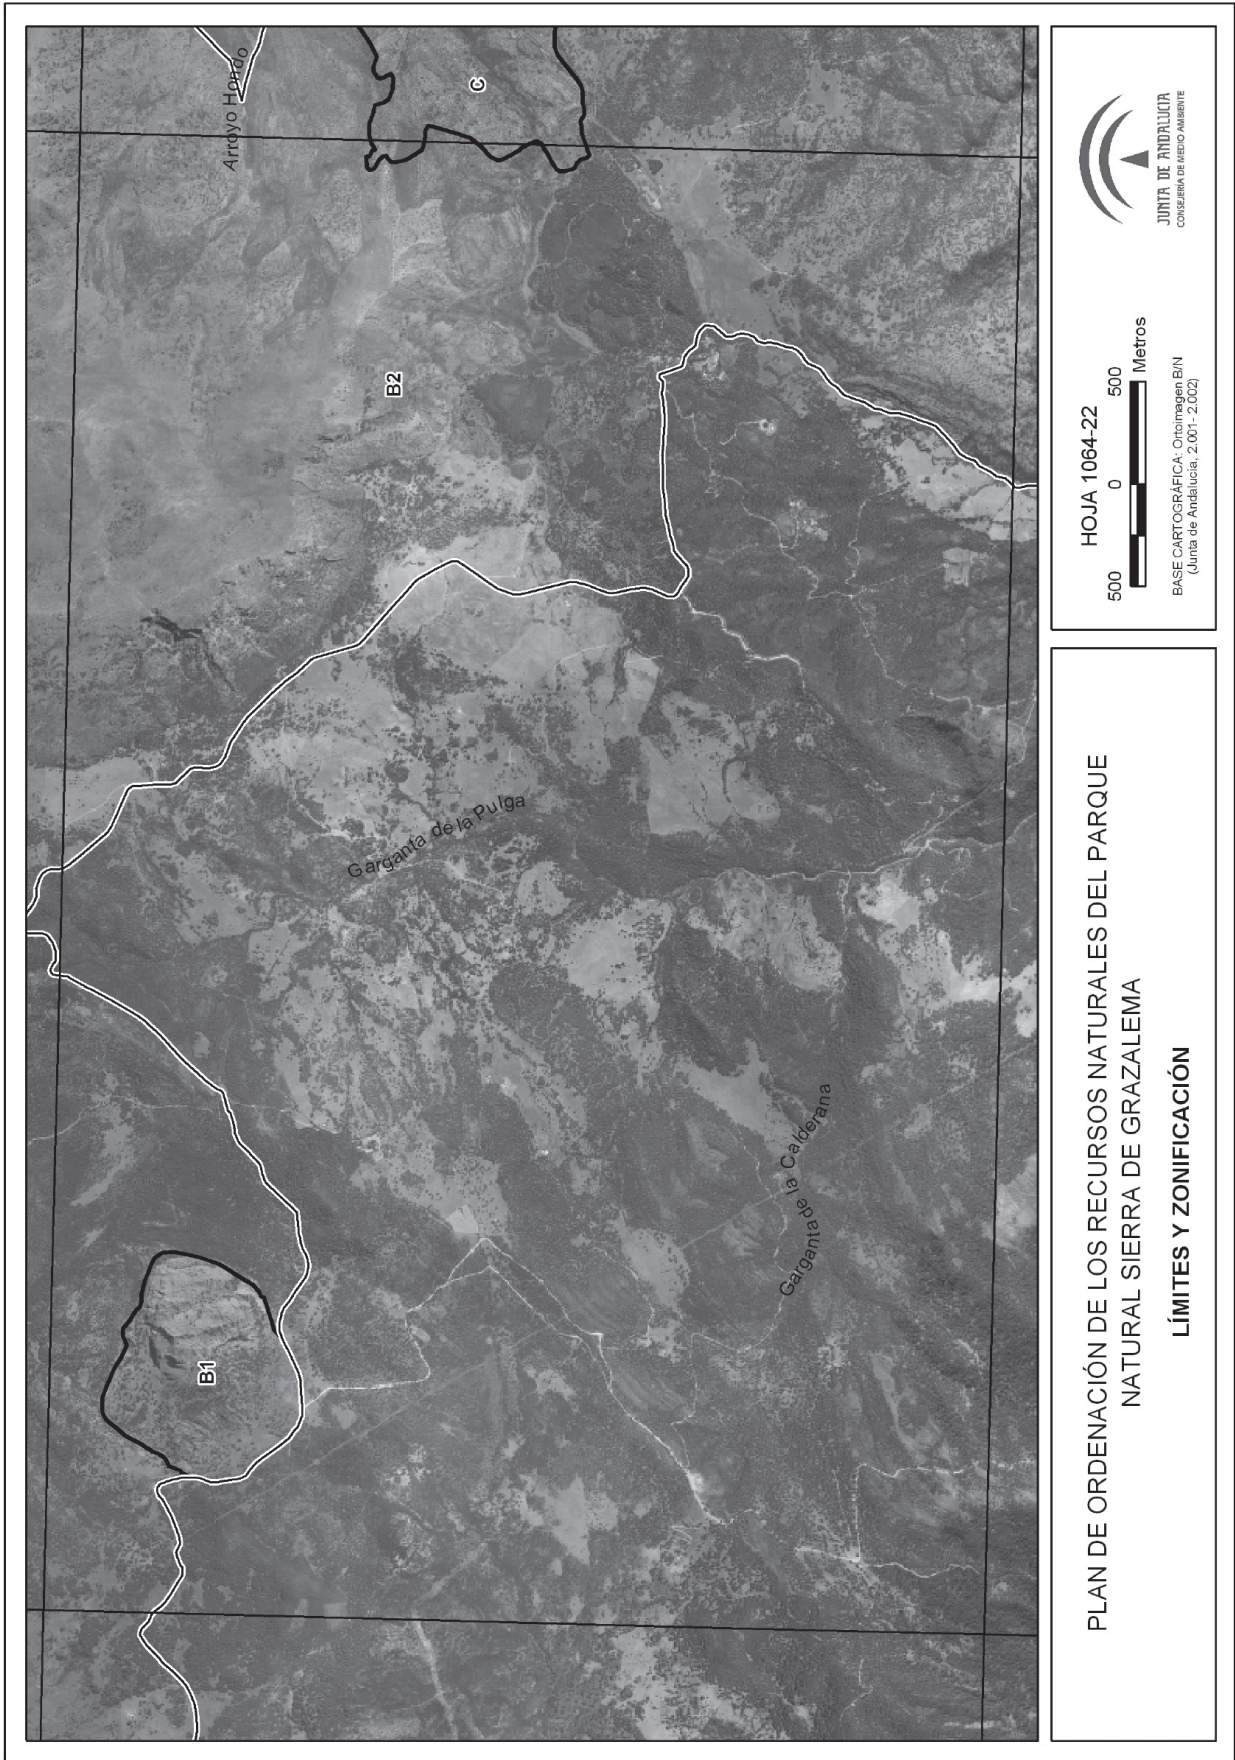 Arroyo Hondo
C
B2
B1
Garganta de la Pulga
Garganta de la Calderana
PLAN DE ORDENACIÓN DE LOS RECURSOS NATURALES DEL PARQUE
NATURAL SIERRA DE GRAZALEMA
LÍMITES Y ZONIFICACIÓN
HOJA 1064-22
500 0 500
Metros
BASE CARTOGRÁFICA: Ortoimagen B/N
(Junta de Andalucía, 2.001- 2.002)
JUNTA DE ANDALUCIA
CONSEJERÍA DE MEDIO AMBIENTE